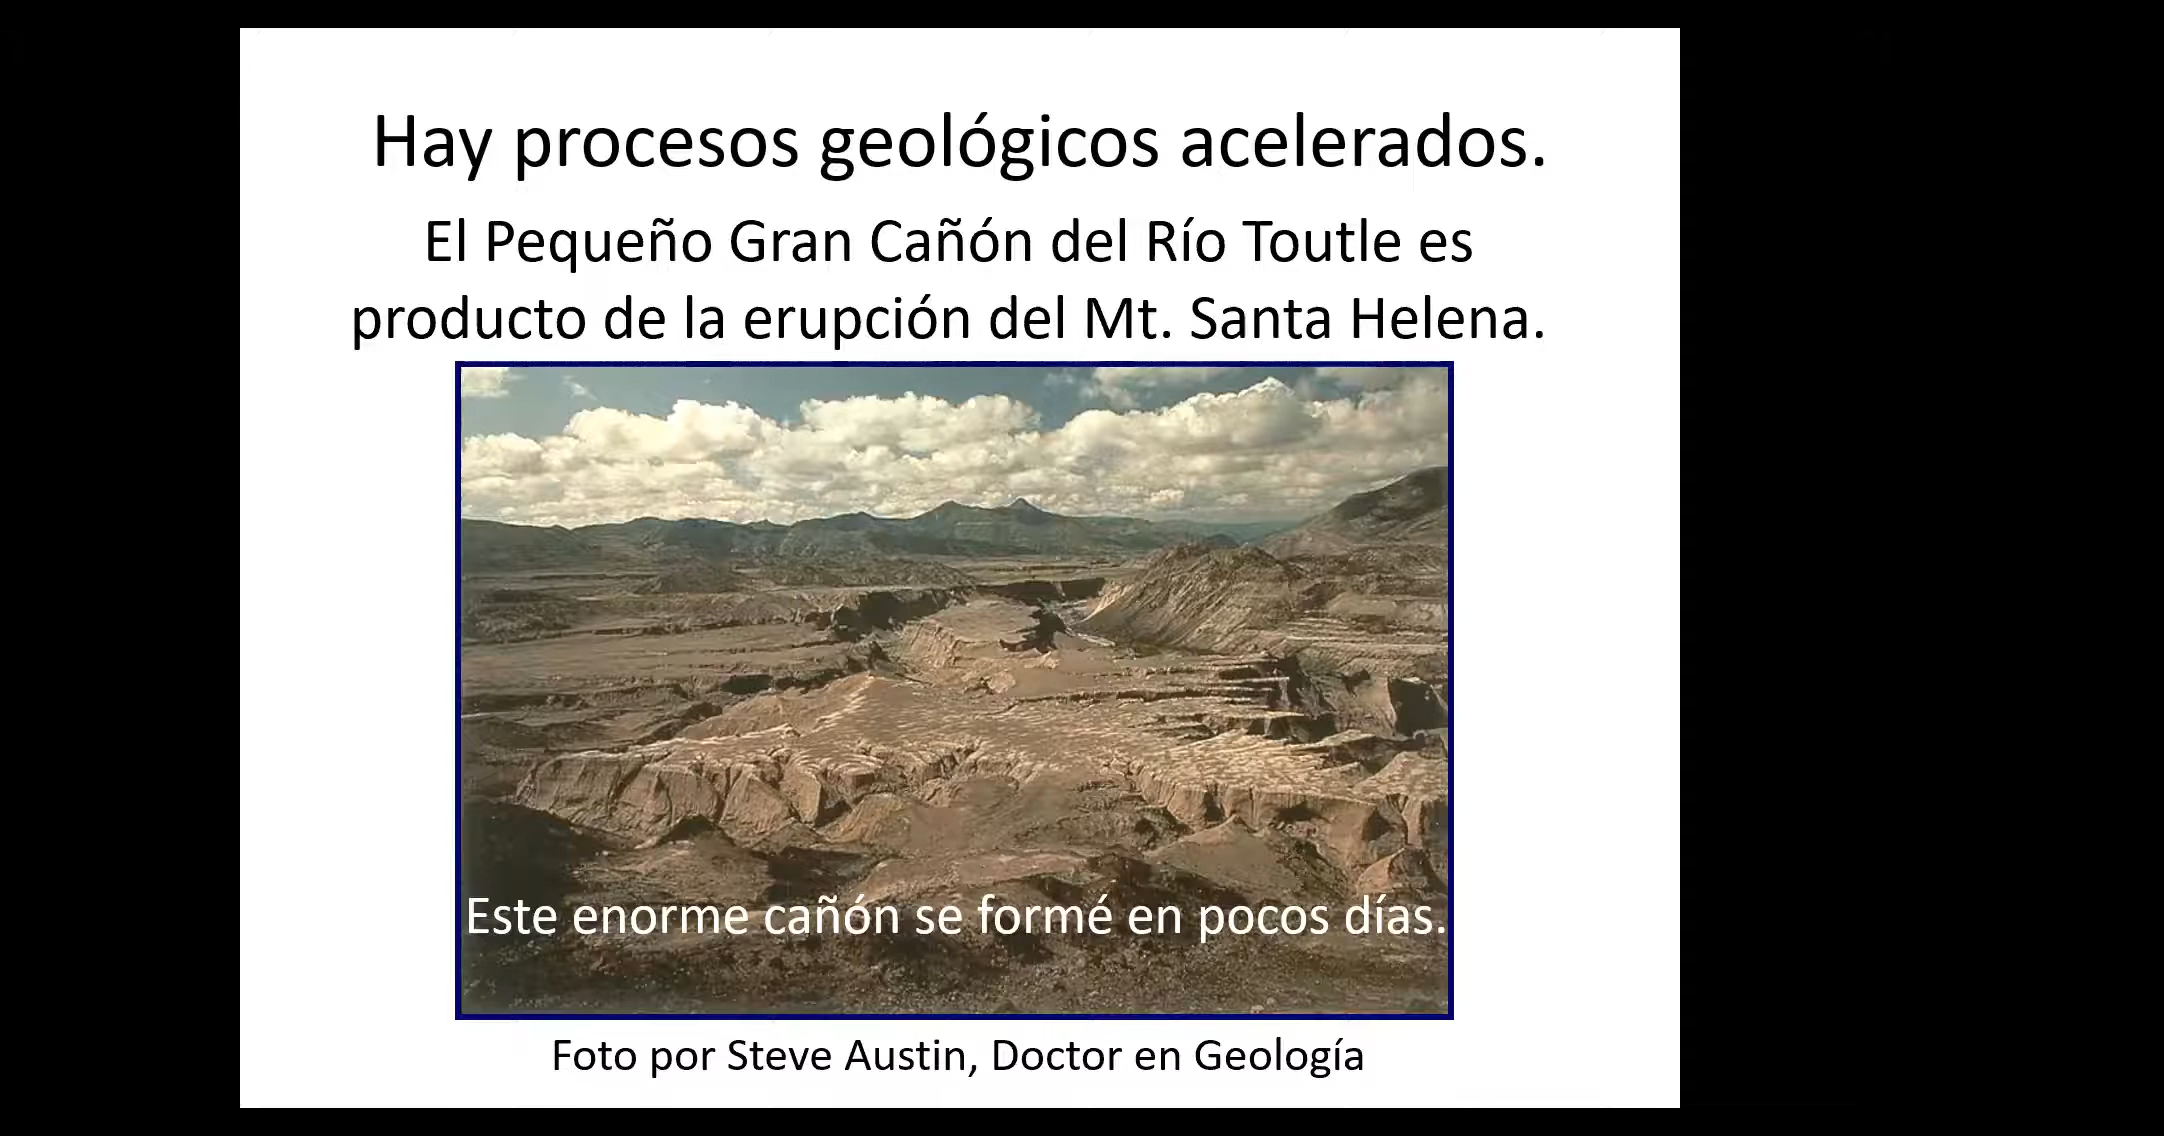 Hay procesos geológicos acelerados.
El Pequeño Gran Cañón del Río Toutle es
producto de la erupción del Mt. Santa Helena.
Este enorme cañón se formé en pocos días.
Foto por Steve Austin, Doctor en Geología